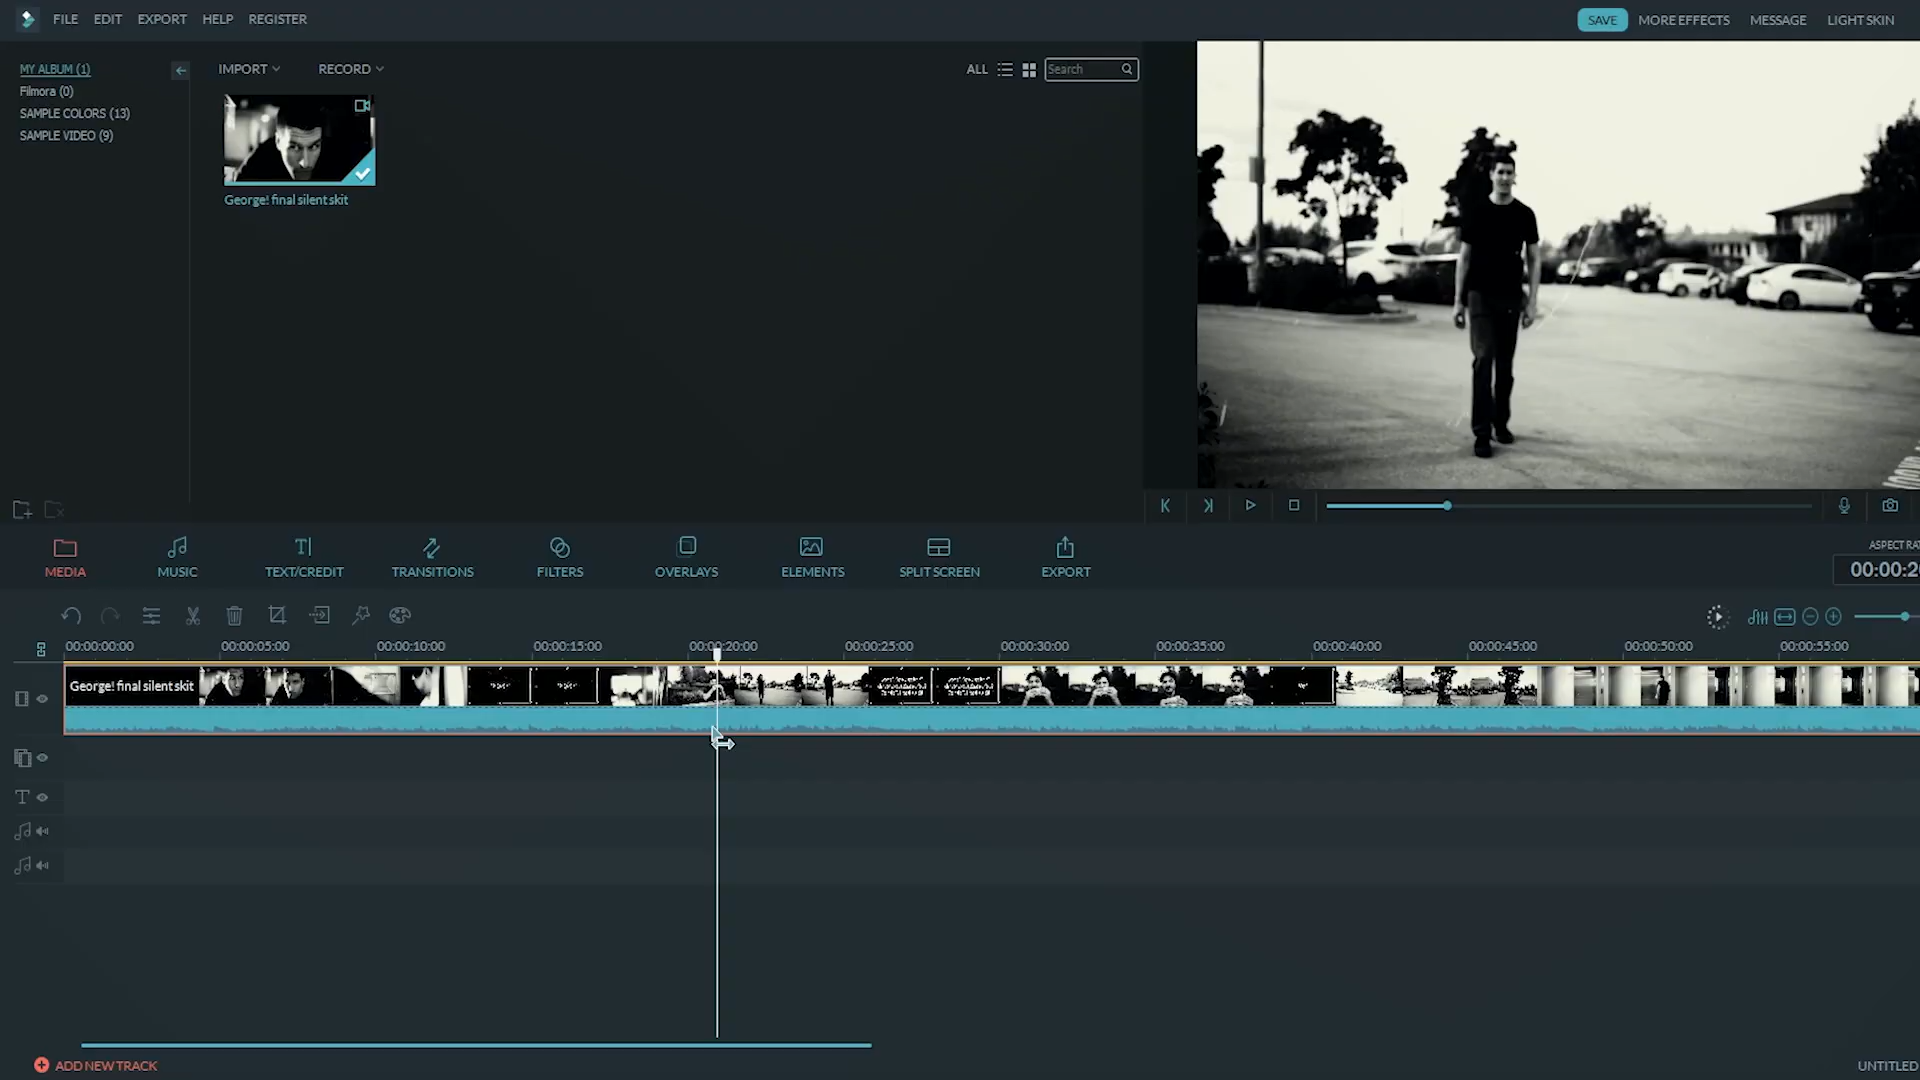 FILE EDIT EXPORT HELP REGISTER
SAVE MORE EFFECTS MESSAGE LIGHT SKIN
MY ALBUM (1)
Filmora (0)
SAMPLE COLORS (13)
SAMPLE VIDEO (9)
IMPORT RECORD
ALL Search
George! final silent skit
MEDIA MUSIC TEXT/CREDIT TRANSITIONS FILTERS OVERLAYS ELEMENTS SPLIT SCREEN EXPORT
ASPECT RAT
00:00:20
00:00:00:00 00:00:05:00 00:00:10:00 00:00:15:00 00:00:20:00 00:00:25:00 00:00:30:00 00:00:35:00 00:00:40:00 00:00:45:00 00:00:50:00 00:00:55:00
George! final silent skit
ADD NEW TRACK
UNTITLED